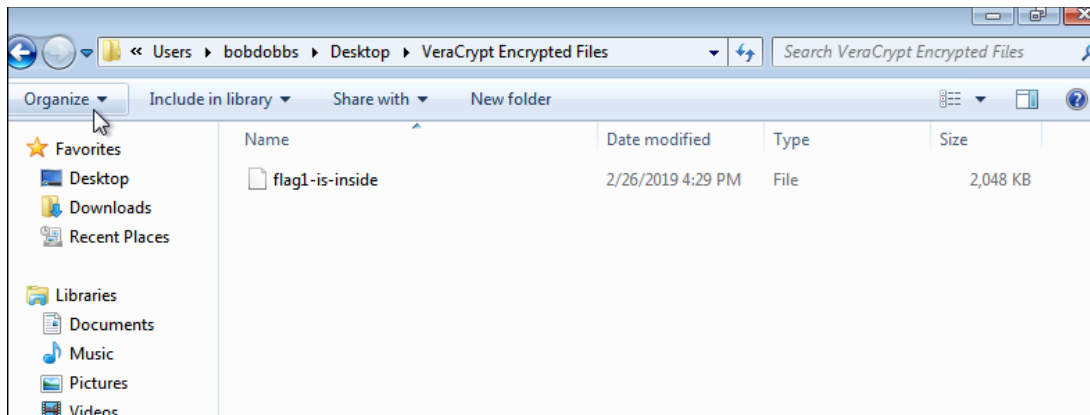 « Users ▸ bobdobbs ▸ Desktop ▸ VeraCrypt Encrypted Files
Search VeraCrypt Encrypted Files
Organize Include in library Share with New folder
Favorites
Desktop
Downloads
Recent Places
Libraries
Documents
Music
Pictures
Videos
Name Date modified Type Size
flag1-is-inside 2/26/2019 4:29 PM File 2,048 KB